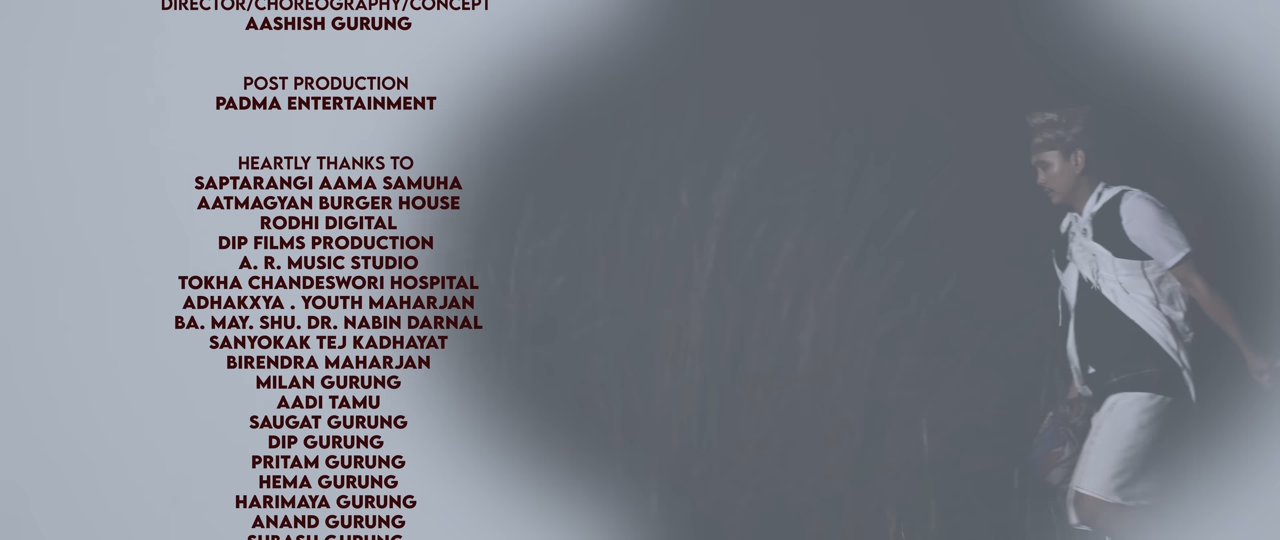 DIRECTOR/CHOREOGRAPHY/CONCEPT
AASHISH GURUNG
POST PRODUCTION
PADMA ENTERTAINMENT
HEARTLY THANKS TO
SAPTARANGI AAMA SAMUHA
AATMAGYAN BURGER HOUSE
RODHI DIGITAL
DIP FILMS PRODUCTION
A. R. MUSIC STUDIO
TOKHA CHANDESWORI HOSPITAL
ADHAKXYA . YOUTH MAHARJAN
BA. MAY. SHU. DR. NABIN DARNAL
SANYOKAK TEJ KADHAYAT
BIRENDRA MAHARJAN
MILAN GURUNG
AADI TAMU
SAUGAT GURUNG
DIP GURUNG
PRITAM GURUNG
HEMA GURUNG
HARIMAYA GURUNG
ANAND GURUNG
SUBASH GURUNG